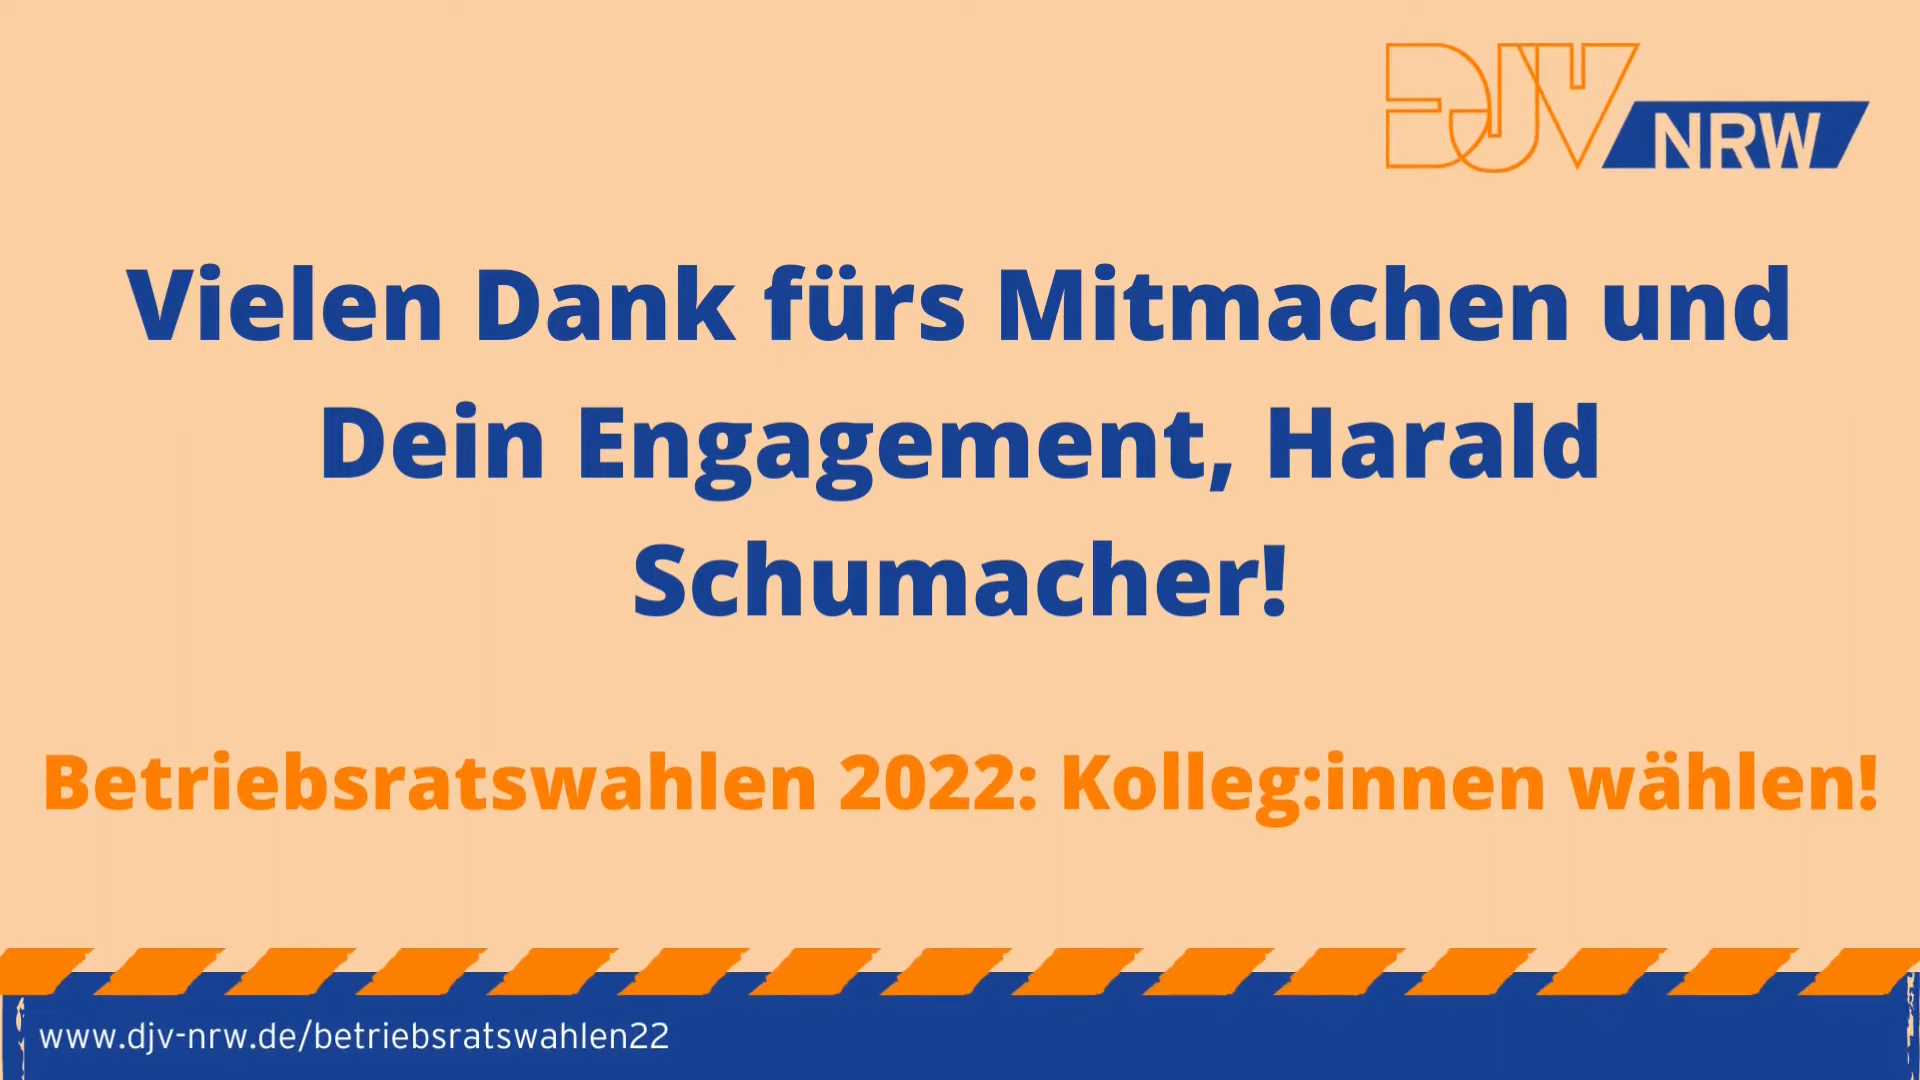 DJV NRW
Vielen Dank fürs Mitmachen und
Dein Engagement, Harald
Schumacher!
Betriebsratswahlen 2022: Kolleg:innen wählen!
www.djv-nrw.de/betriebsratswahlen22